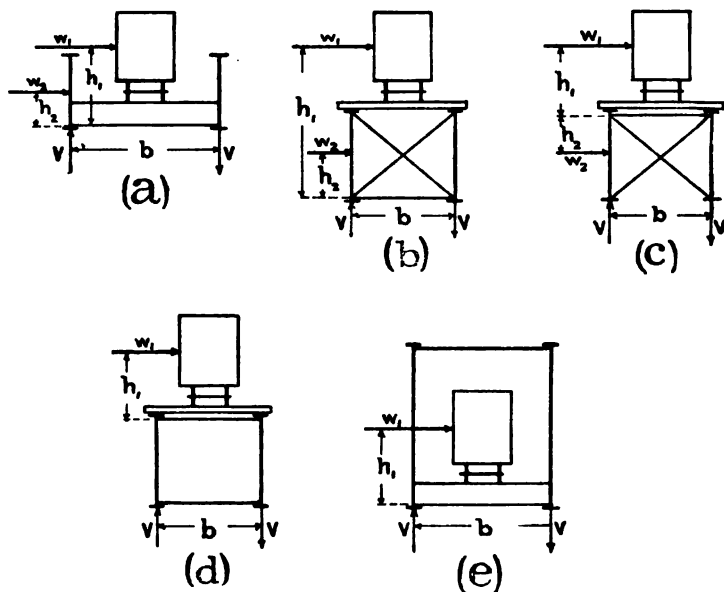 w₁
h₁
w₂
h₂
V b V
(a)
w₁
h₁
w₂
h₂
b
V V
(b)
w₁
h₁
h₂
w₂
b
V V
(c)
w₁
h₁
V b V
(d)
w₁
h₁
V b V
(e)